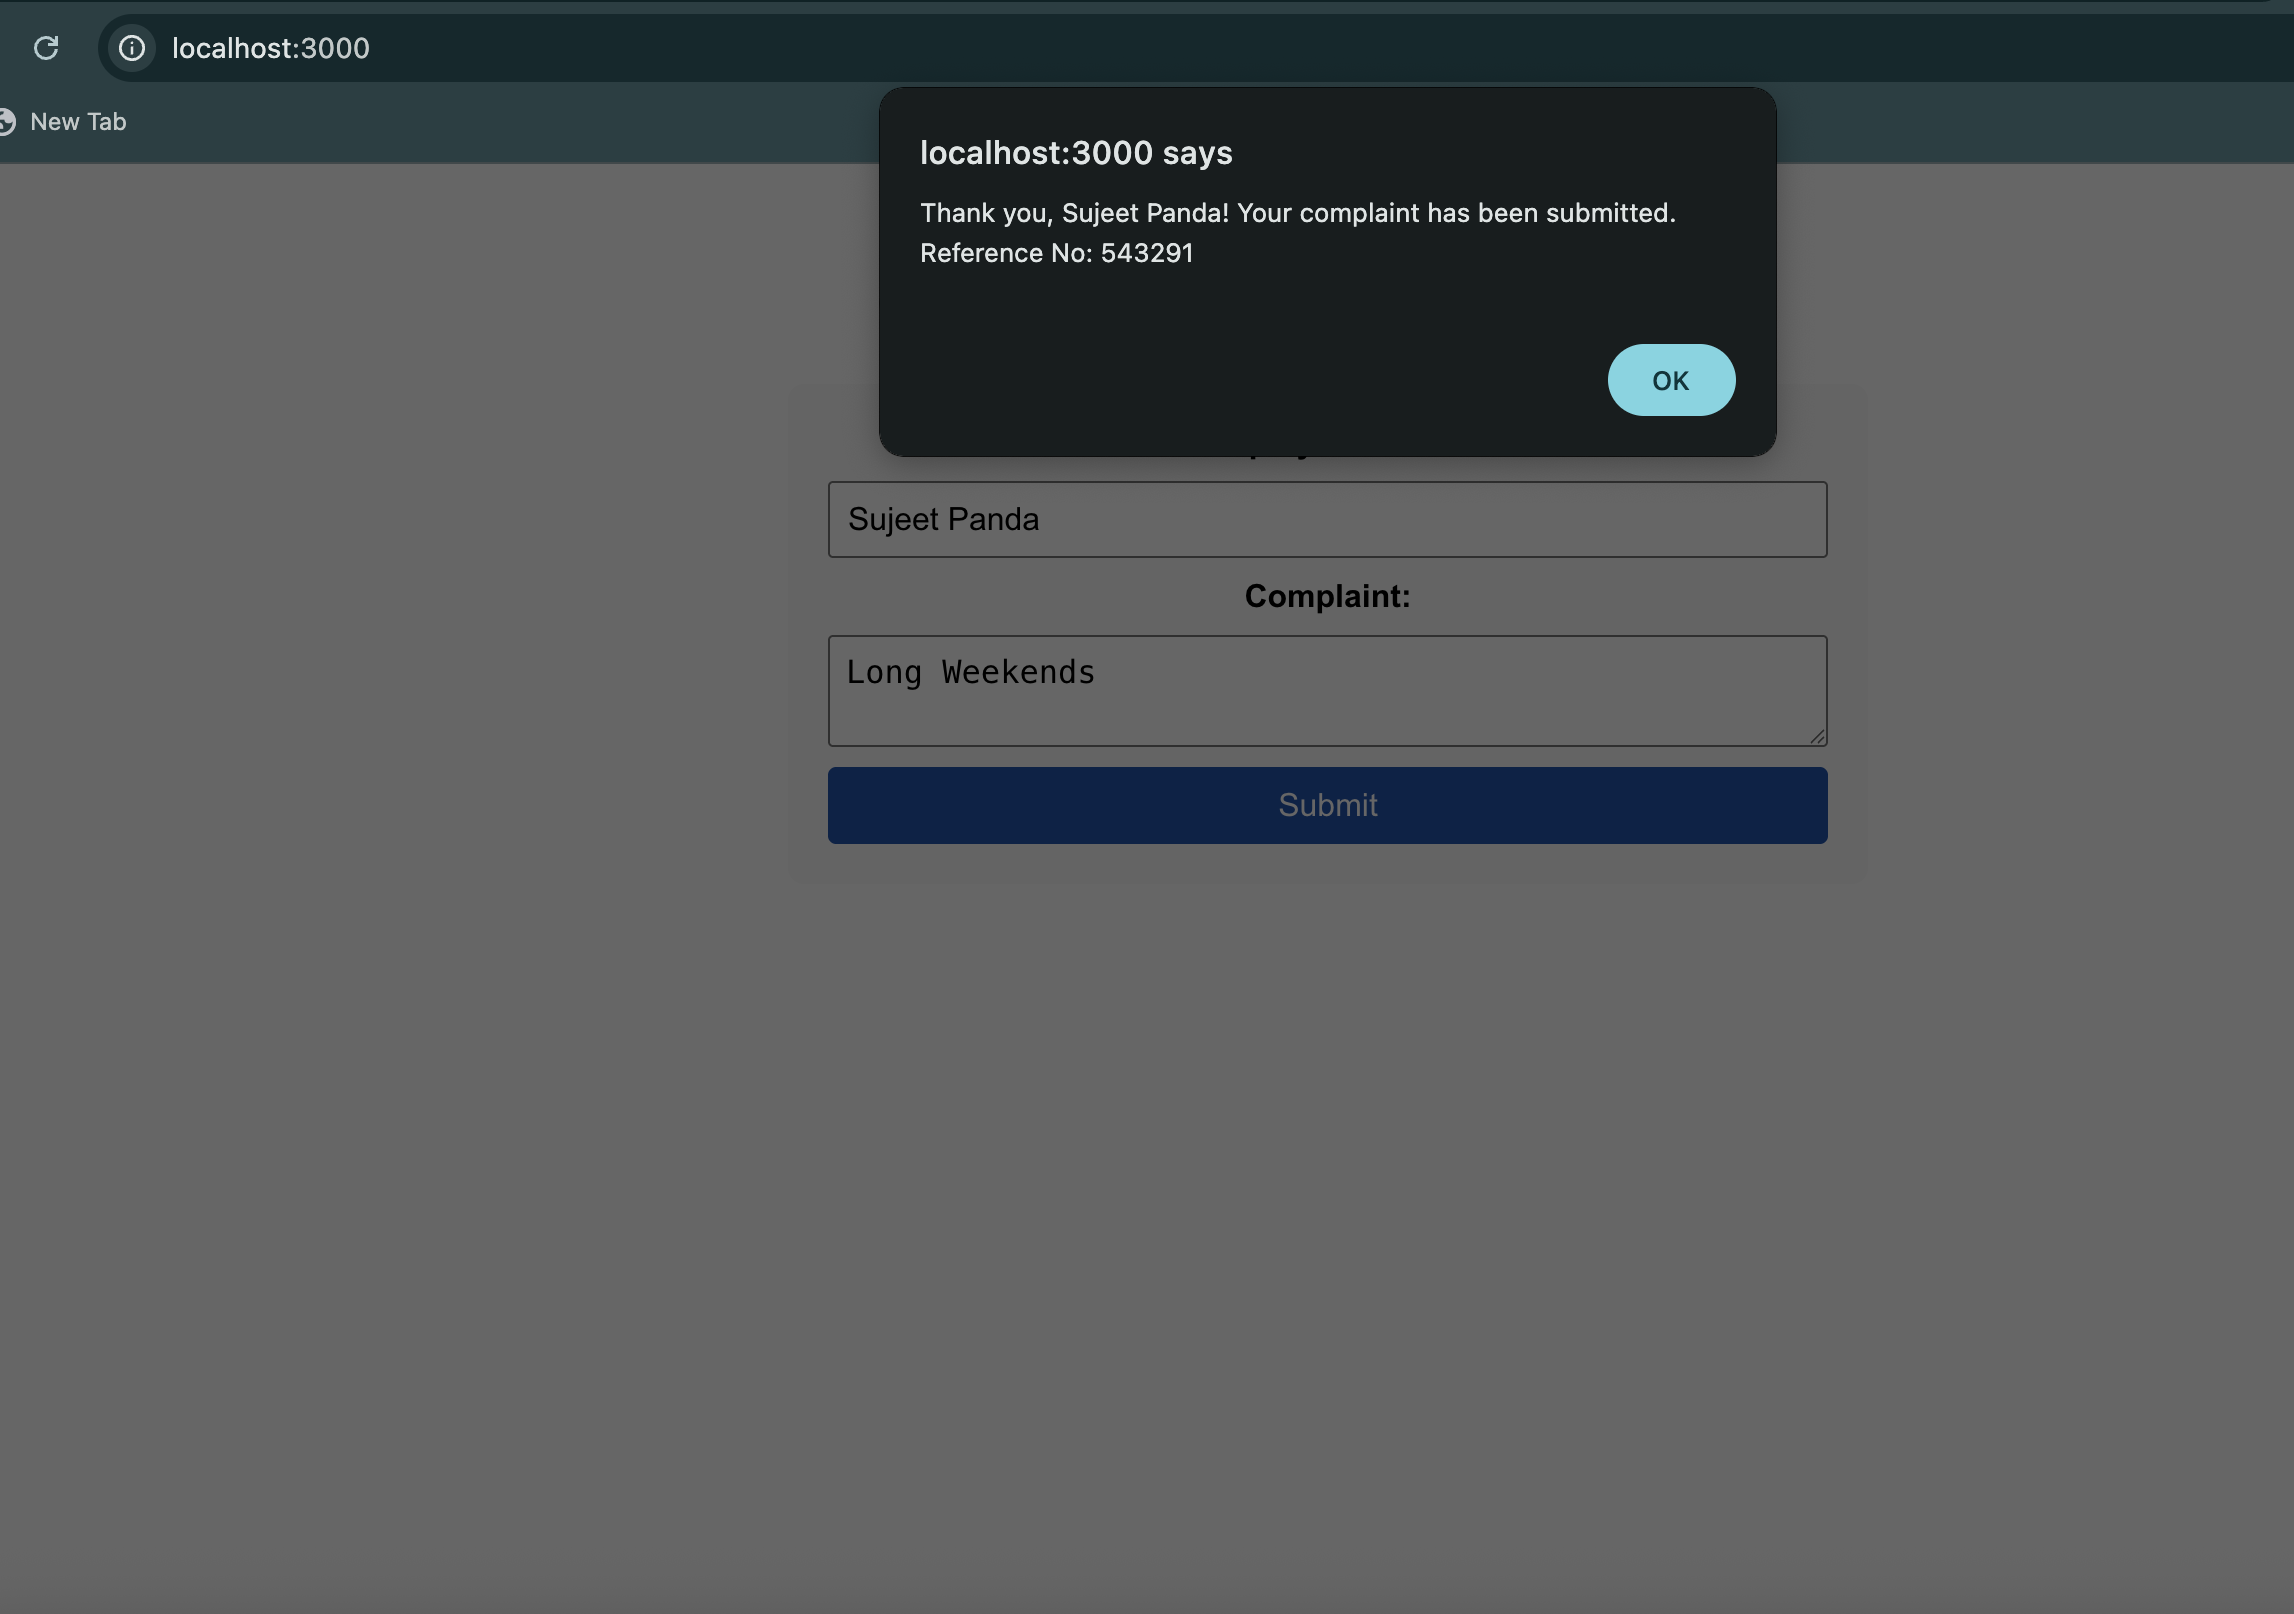 localhost:3000
New Tab
localhost:3000 says
Thank you, Sujeet Panda! Your complaint has been submitted.
Reference No: 543291
OK
Sujeet Panda
Complaint:
Long Weekends
Submit